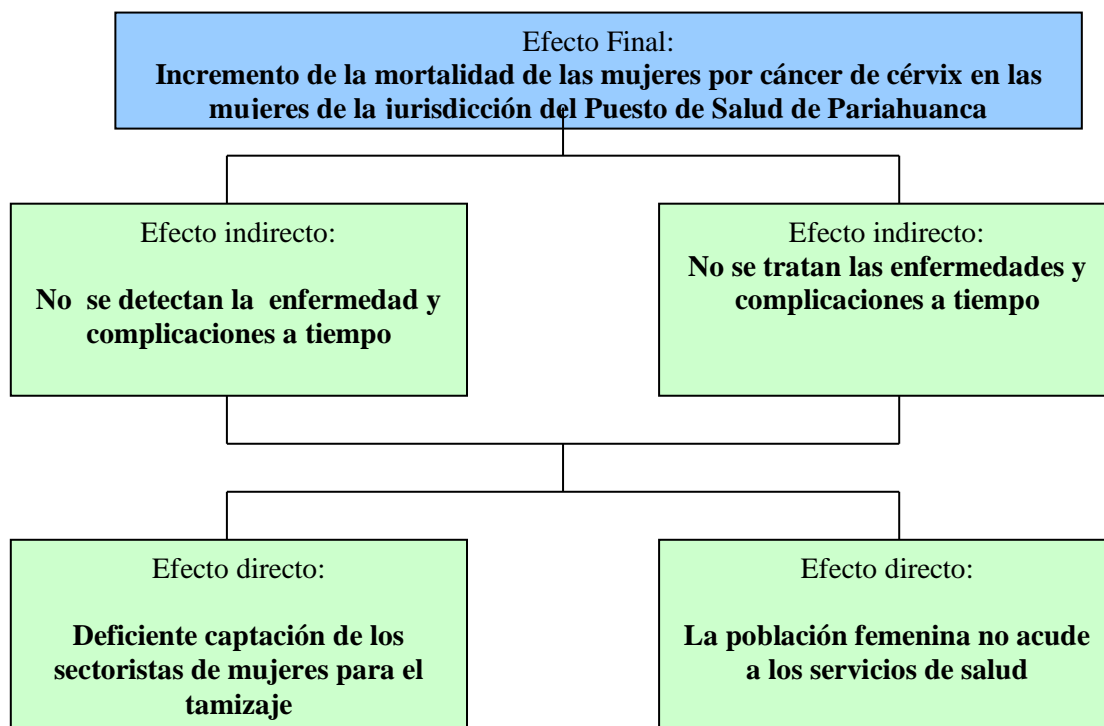 Efecto Final:
Incremento de la mortalidad de las mujeres por cáncer de cérvix en las
mujeres de la jurisdicción del Puesto de Salud de Pariahuanca
Efecto indirecto:
No se detectan la enfermedad y
complicaciones a tiempo
Efecto indirecto:
No se tratan las enfermedades y
complicaciones a tiempo
Efecto directo:
Deficiente captación de los
sectoristas de mujeres para el
tamizaje
Efecto directo:
La población femenina no acude
a los servicios de salud